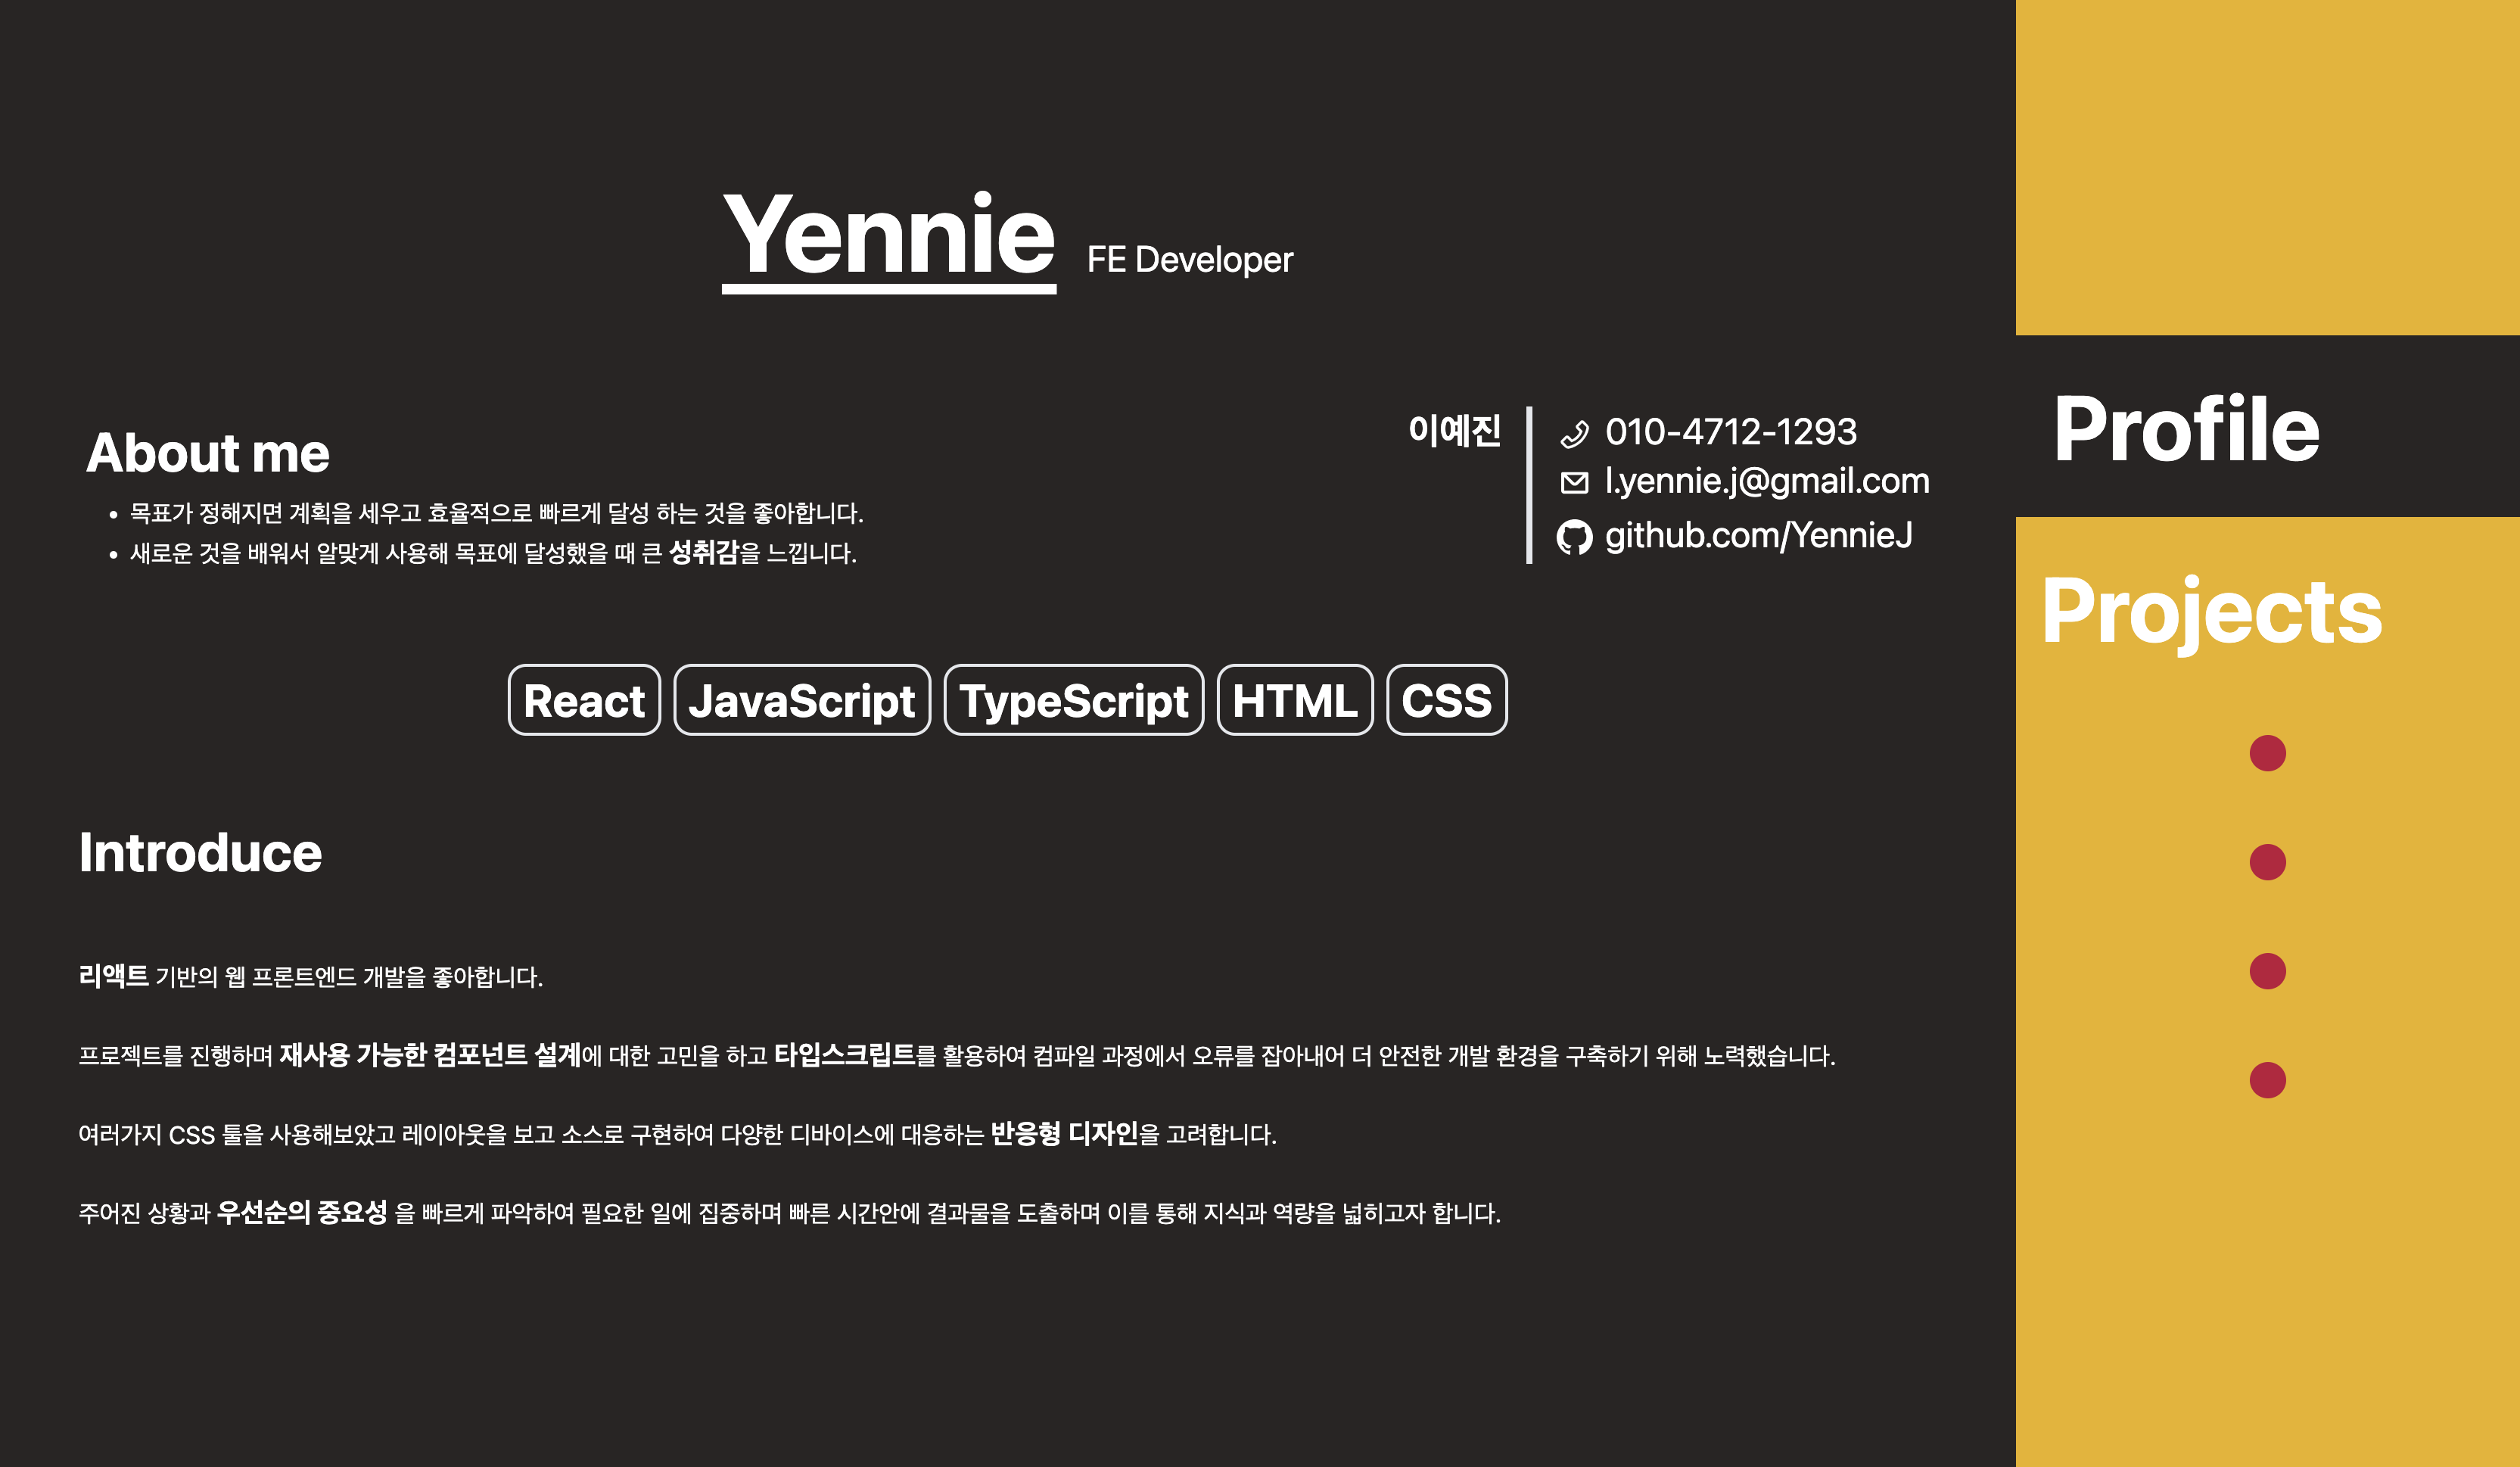 Yennie FE Developer
About me
• 목표가 정해지면 계획을 세우고 효율적으로 빠르게 달성 하는 것을 좋아합니다.
• 새로운 것을 배워서 알맞게 사용해 목표에 달성했을 때 큰 성취감을 느낍니다.
이예진
010-4712-1293
l.yennie.j@gmail.com
github.com/YennieJ
React JavaScript TypeScript HTML CSS
Introduce
리액트 기반의 웹 프론트엔드 개발을 좋아합니다.
프로젝트를 진행하며 재사용 가능한 컴포넌트 설계에 대한 고민을 하고 타입스크립트를 활용하여 컴파일 과정에서 오류를 잡아내어 더 안전한 개발 환경을 구축하기 위해 노력했습니다.
여러가지 CSS 툴을 사용해보았고 레이아웃을 보고 소스로 구현하여 다양한 디바이스에 대응하는 반응형 디자인을 고려합니다.
주어진 상황과 우선순의 중요성 을 빠르게 파악하여 필요한 일에 집중하며 빠른 시간안에 결과물을 도출하며 이를 통해 지식과 역량을 넓히고자 합니다.
Profile
Projects